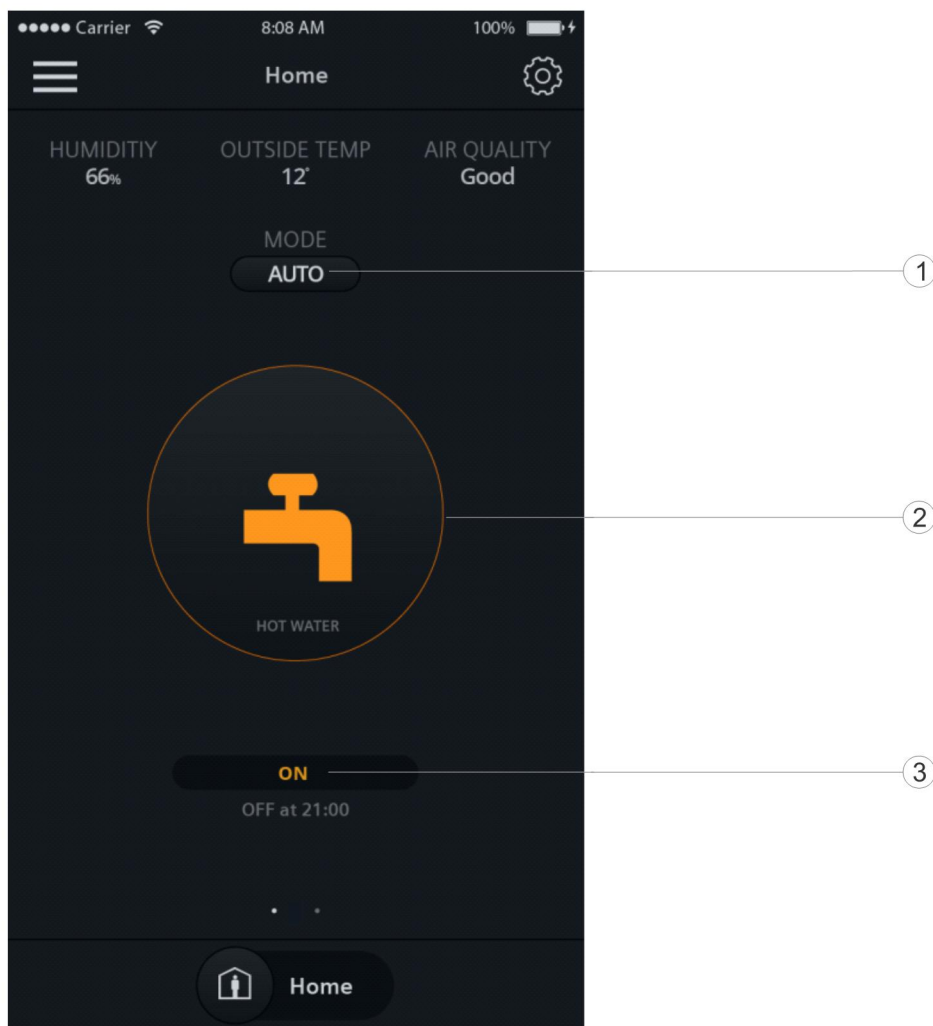 Carrier 8:08 AM 100%
Home
HUMIDITIY OUTSIDE TEMP AIR QUALITY
66% 12° Good
MODE
AUTO
1
2
HOT WATER
ON
3
OFF at 21:00
Home